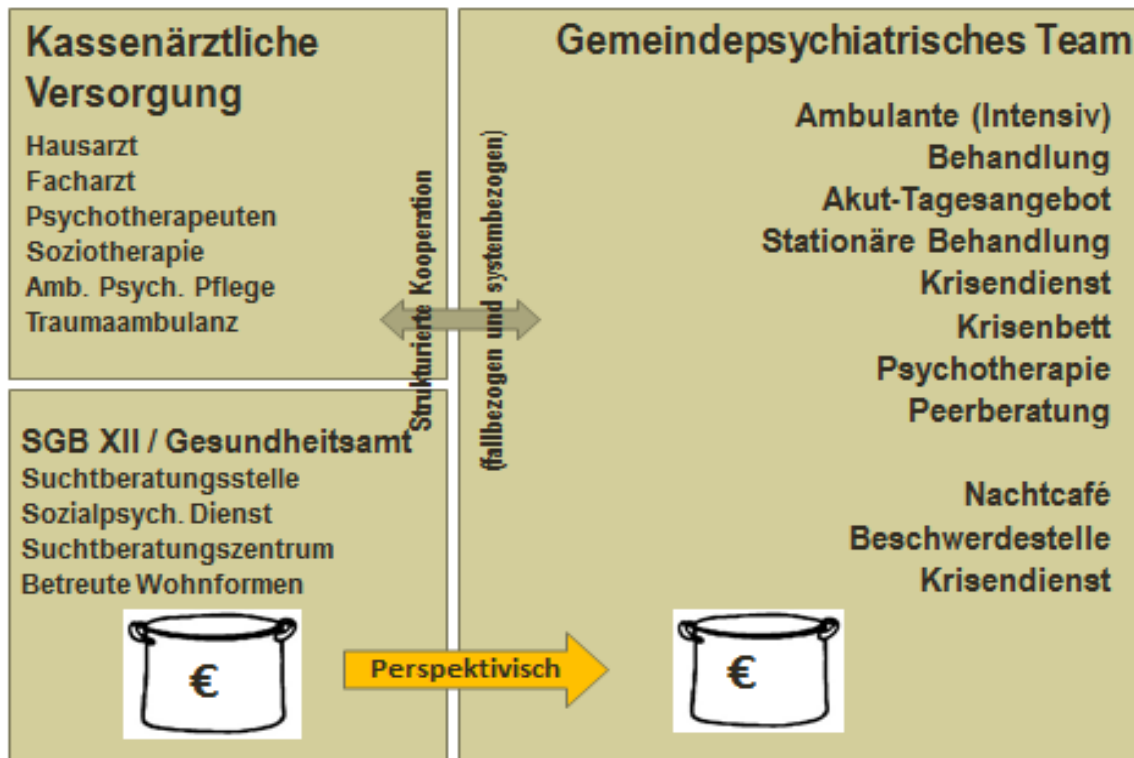 Kassenärztliche
Versorgung
Hausarzt
Facharzt
Psychotherapeuten
Soziotherapie
Amb. Psych. Pflege
Traumaambulanz
SGB XII / Gesundheitsamt
Suchtberatungsstelle
Sozialpsych. Dienst
Suchtberatungszentrum
Betreute Wohnformen
€
Perspektivisch
Strukturierte Kooperation
(fallbezogen und systembezogen)
Gemeindepsychiatrisches Team
Ambulante (Intensiv)
Behandlung
Akut-Tagesangebot
Stationäre Behandlung
Krisendienst
Krisenbett
Psychotherapie
Peerberatung
Nachtcafé
Beschwerdestelle
Krisendienst
€